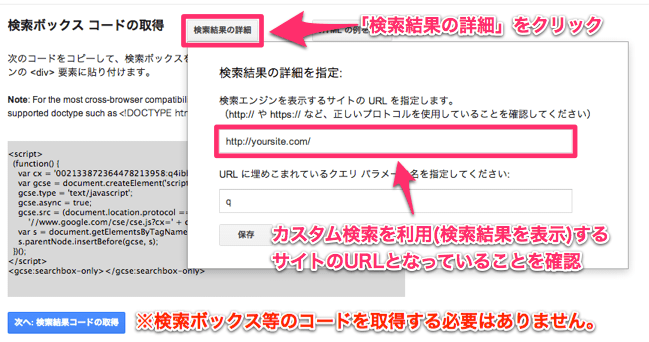 検索ボックス コードの取得
検索結果の詳細
「検索結果の詳細」をクリック
次のコードをコピーして、検索ボックスを
ンの <div> 要素に貼り付けます。
Note: For the most cross-browser compatibili
supported doctype such as <!DOCTYPE htm
<script>
(function() {
var cx = '002133872364478213958:q4ibl
var gcse = document.createElement('script
gcse.type = 'text/javascript';
gcse.async = true;
gcse.src = (document.location.protocol ==
'//www.google.com/cse/cse.js?cx=' + c
var s = document.getElementsByTagName
s.parentNode.insertBefore(gcse, s);
})();
</script>
<gcse:searchbox-only></gcse:searchbox-only>
次へ: 検索結果コードの取得
検索結果の詳細を指定:
検索エンジンを表示するサイトの URL を指定します。
（http:// や https:// など、正しいプロトコルを使用していることを確認してください）
http://yoursite.com/
URL に埋めこまれているクエリ パラメータ名を指定してください:
q
保存
カスタム検索を利用(検索結果を表示)する
サイトのURLとなっていることを確認
※検索ボックス等のコードを取得する必要はありません。